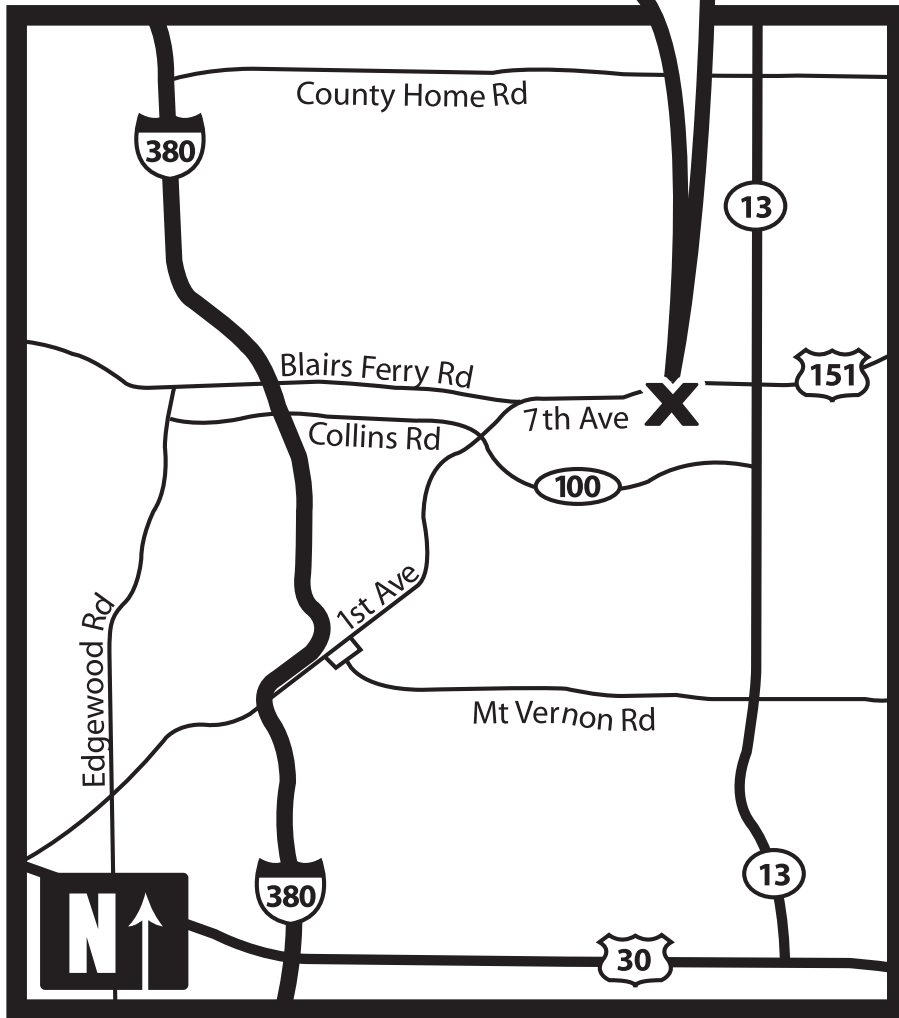 County Home Rd
380
13
Blairs Ferry Rd
151
7th Ave
X
Collins Rd
100
1st Ave
Edgewood Rd
Mt Vernon Rd
13
380
N
30